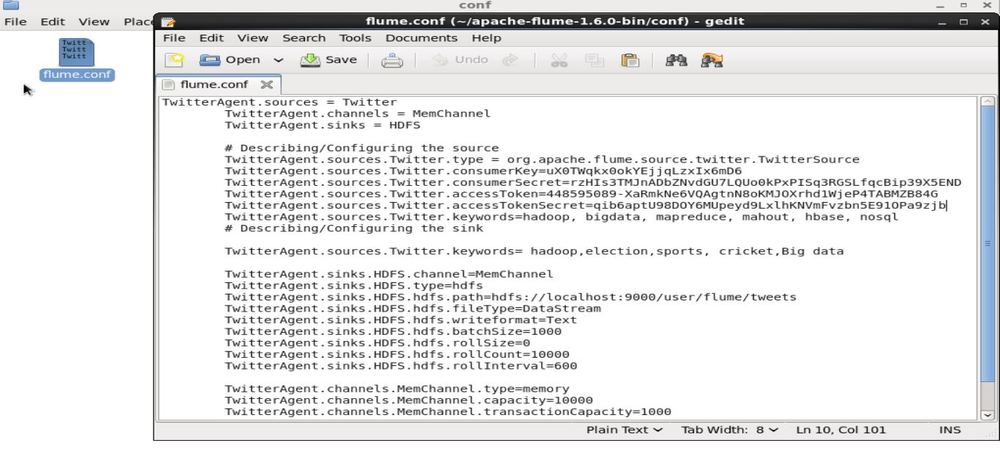 conf
File Edit View Plac
Twitt
Twitt
Twitt
flume.conf
flume.conf (~/apache-flume-1.6.0-bin/conf) - gedit
File Edit View Search Tools Documents Help
Open Save Undo
flume.conf
TwitterAgent.sources = Twitter
TwitterAgent.channels = MemChannel
TwitterAgent.sinks = HDFS
# Describing/Configuring the source
TwitterAgent.sources.Twitter.type = org.apache.flume.source.twitter.TwitterSource
TwitterAgent.sources.Twitter.consumerKey=uX0TWqkx0okYEjjqLzxIx6mD6
TwitterAgent.sources.Twitter.consumerSecret=rzHIs3TMJnADbZNvdGU7LQUo0kPxPISq3RGSLfqcBip39X5END
TwitterAgent.sources.Twitter.accessToken=448595089-XaRmkNe6VQAgtnN8oKMJOXrhd1WjeP4TABMZB84G
TwitterAgent.sources.Twitter.accessTokenSecret=qib6aptU98DOY6MUpeyd9LxlhKNVmFvzbn5E91OPa9zjb
TwitterAgent.sources.Twitter.keywords=hadoop, bigdata, mapreduce, mahout, hbase, nosql
# Describing/Configuring the sink
TwitterAgent.sources.Twitter.keywords= hadoop,election,sports, cricket,Big data
TwitterAgent.sinks.HDFS.channel=MemChannel
TwitterAgent.sinks.HDFS.type=hdfs
TwitterAgent.sinks.HDFS.hdfs.path=hdfs://localhost:9000/user/flume/tweets
TwitterAgent.sinks.HDFS.hdfs.fileType=DataStream
TwitterAgent.sinks.HDFS.hdfs.writeformat=Text
TwitterAgent.sinks.HDFS.hdfs.batchSize=1000
TwitterAgent.sinks.HDFS.hdfs.rollSize=0
TwitterAgent.sinks.HDFS.hdfs.rollCount=10000
TwitterAgent.sinks.HDFS.hdfs.rollInterval=600
TwitterAgent.channels.MemChannel.type=memory
TwitterAgent.channels.MemChannel.capacity=10000
TwitterAgent.channels.MemChannel.transactionCapacity=1000
Plain Text Tab Width: 8 Ln 10, Col 101 INS